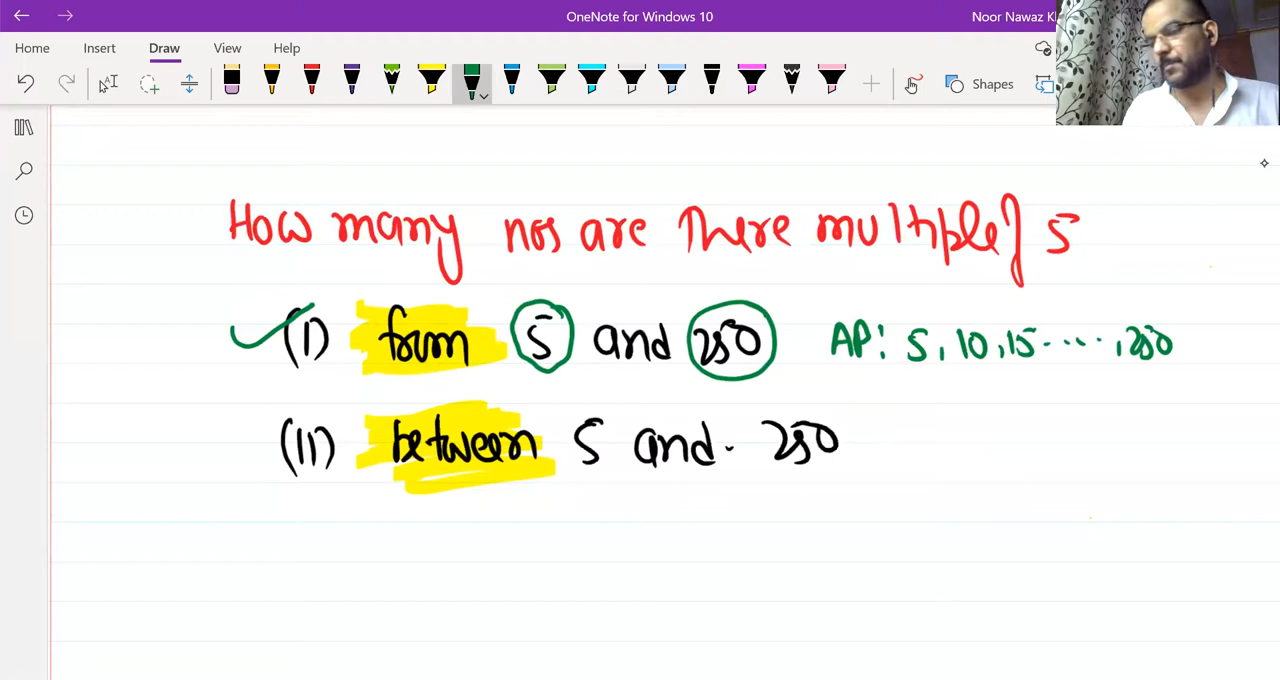 OneNote for Windows 10
Noor Nawaz K
Home Insert Draw View Help
Shapes
How many nos are there multiple of 5
(I) from 5 and 250 AP: 5, 10, 15 ....., 250
(II) between 5 and. 250